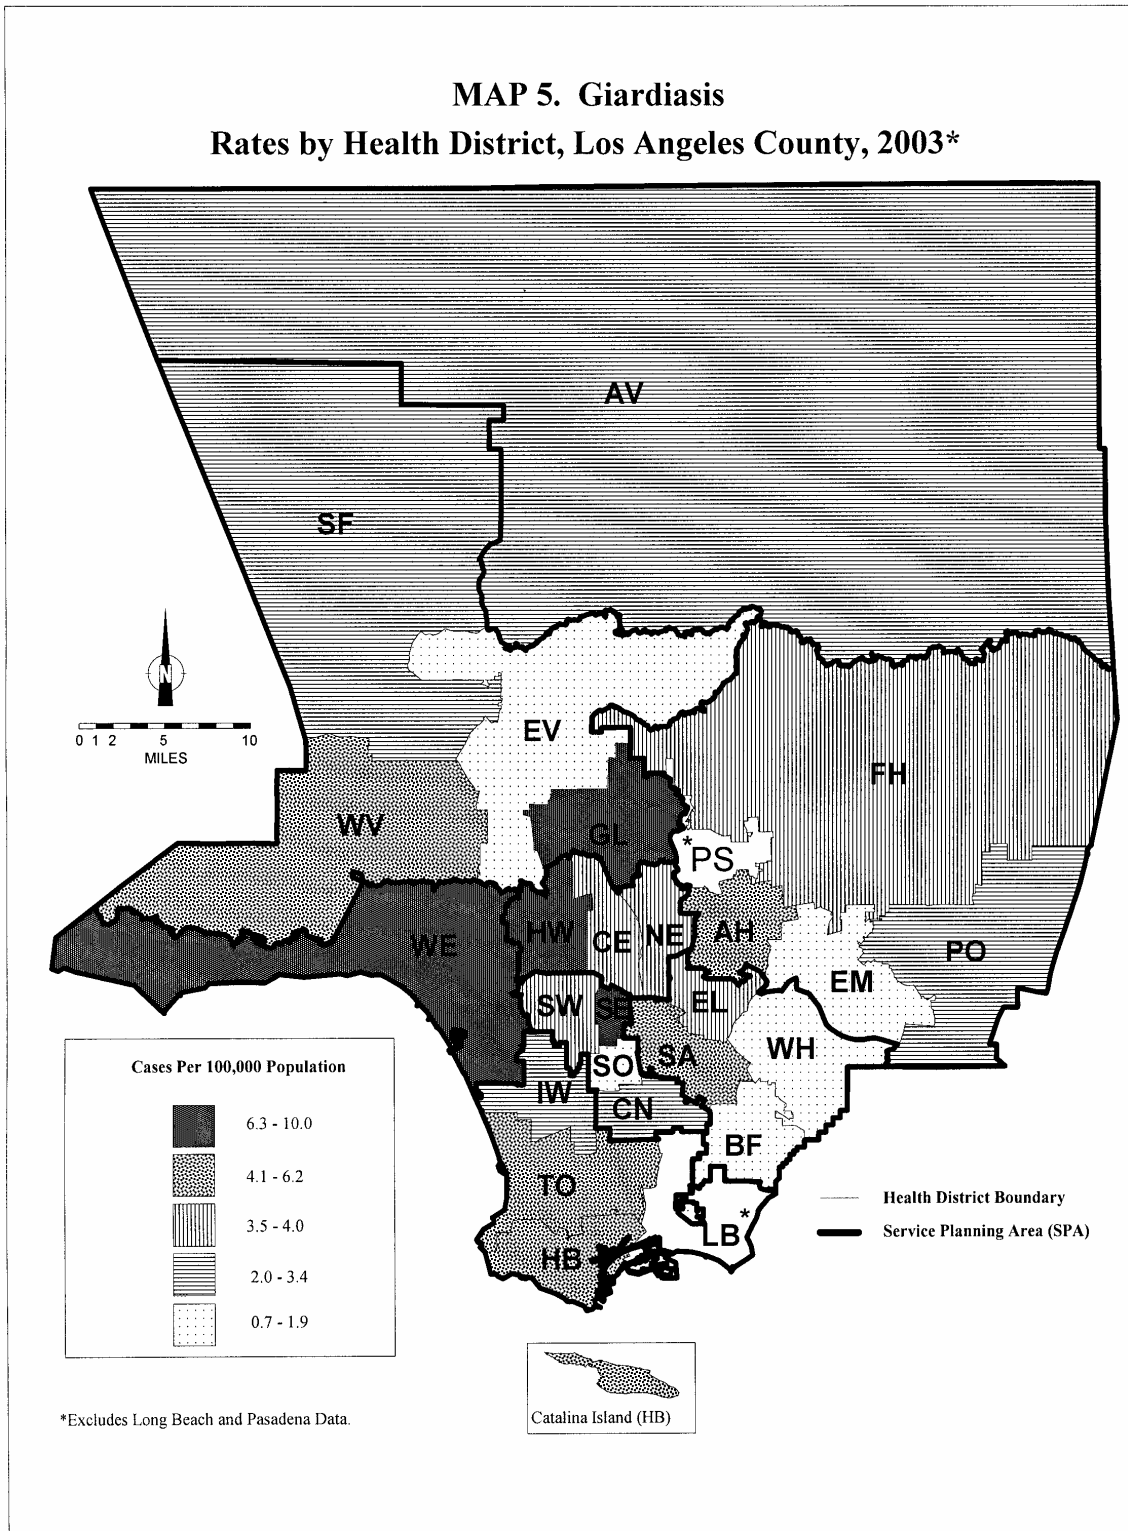 MAP 5. Giardiasis
Rates by Health District, Los Angeles County, 2003*
AV
SF
N
0 1 2 5 10
MILES
EV
FH
WV
GL
*
PS
WE
HW
CE
NE
AH
PO
EM
SW
SE
EL
SO
SA
WH
IW
CN
BF
TO
LB
*
HB
Cases Per 100,000 Population
6.3 - 10.0
4.1 - 6.2
3.5 - 4.0
2.0 - 3.4
0.7 - 1.9
Health District Boundary
Service Planning Area (SPA)
Catalina Island (HB)
*Excludes Long Beach and Pasadena Data.